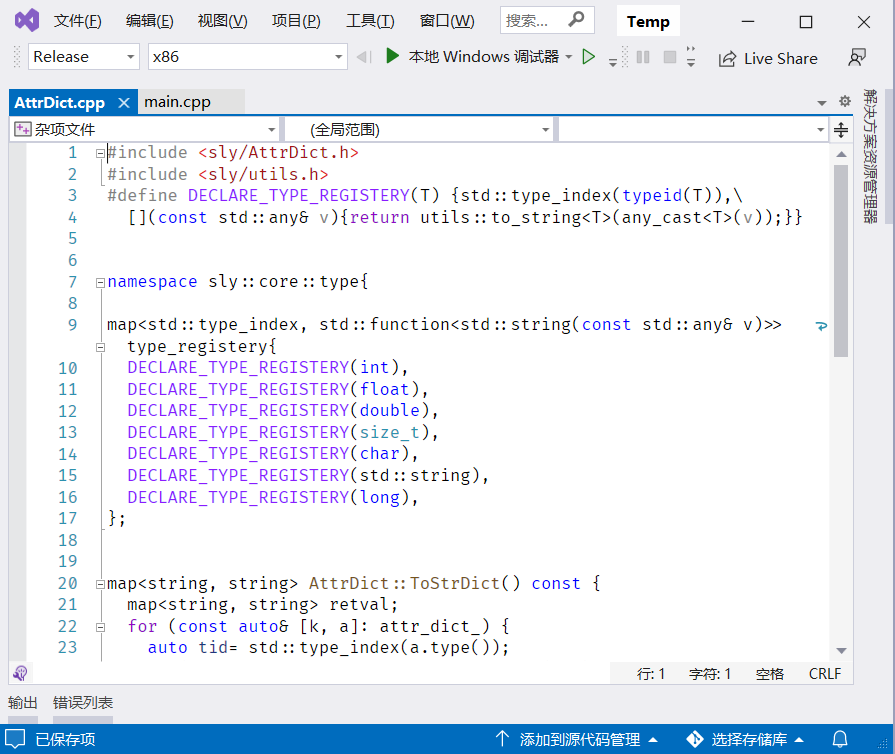 文件(F) 编辑(E) 视图(V) 项目(P) 工具(T) 窗口(W) 搜索... Temp
Release x86 本地 Windows 调试器 Live Share
AttrDict.cpp main.cpp
杂项文件 (全局范围)
解决方案资源管理器
1 #include <sly/AttrDict.h>
2 #include <sly/utils.h>
3 #define DECLARE_TYPE_REGISTERY(T) {std::type_index(typeid(T)),\
4 [](const std::any& v){return utils::to_string<T>(any_cast<T>(v));}}
5
6
7 namespace sly::core::type{
8
9 map<std::type_index, std::function<std::string(const std::any& v)>>
type_registery{
10 DECLARE_TYPE_REGISTERY(int),
11 DECLARE_TYPE_REGISTERY(float),
12 DECLARE_TYPE_REGISTERY(double),
13 DECLARE_TYPE_REGISTERY(size_t),
14 DECLARE_TYPE_REGISTERY(char),
15 DECLARE_TYPE_REGISTERY(std::string),
16 DECLARE_TYPE_REGISTERY(long),
17 };
18
19
20 map<string, string> AttrDict::ToStrDict() const {
21 map<string, string> retval;
22 for (const auto& [k, a]: attr_dict_) {
23 auto tid= std::type_index(a.type());
行: 1 字符: 1 空格 CRLF
输出 错误列表
已保存项 添加到源代码管理 选择存储库